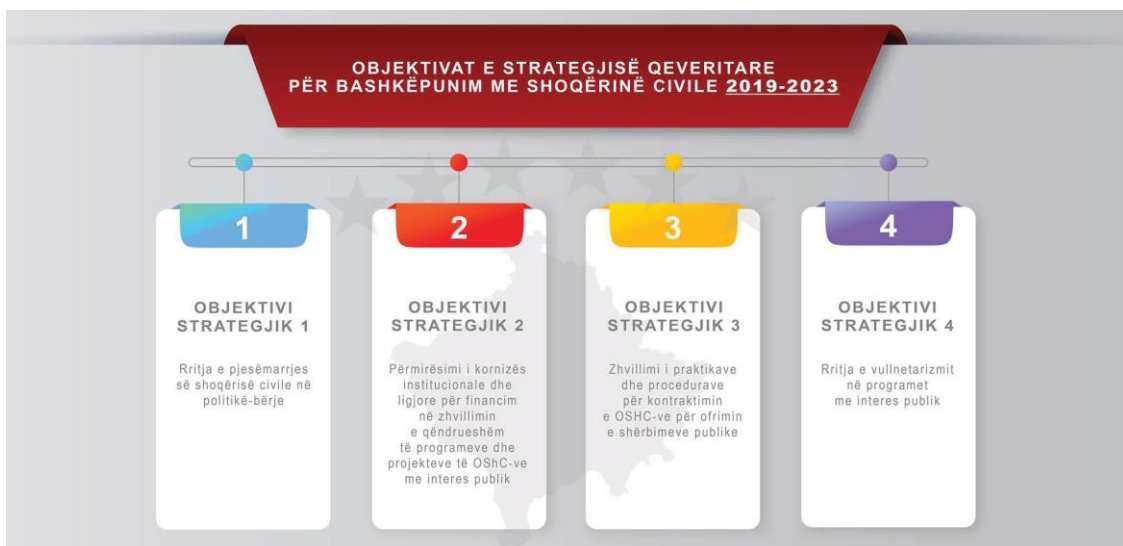 OBJEKTIVAT E STRATEGJISË QEVERITARE
PËR BASHKËPUNIM ME SHOQËRINË CIVILE 2019-2023
1
OBJEKTIVI
STRATEGJIK 1
Rritja e pjesëmarrjes
së shoqërisë civile në
politikë-bërje
2
OBJEKTIVI
STRATEGJIK 2
Përmirësimi i kornizës
institucionale dhe
ligjore për financim
në zhvillimin
e qëndrueshëm
të programeve dhe
projekteve të OShC-ve
me interes publik
3
OBJEKTIVI
STRATEGJIK 3
Zhvillimi i praktikave
dhe procedurave
për kontraktimin
e OSHC-ve për ofrimin
e shërbimeve publike
4
OBJEKTIVI
STRATEGJIK 4
Rritja e vullnetarizmit
në programet
me interes publik